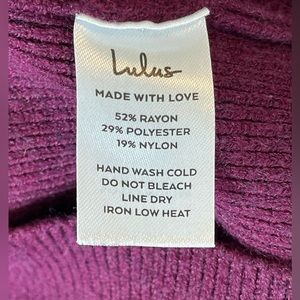 Lulus
MADE WITH LOVE
52% RAYON
29% POLYESTER
19% NYLON
HAND WASH COLD
DO NOT BLEACH
LINE DRY
IRON LOW HEAT